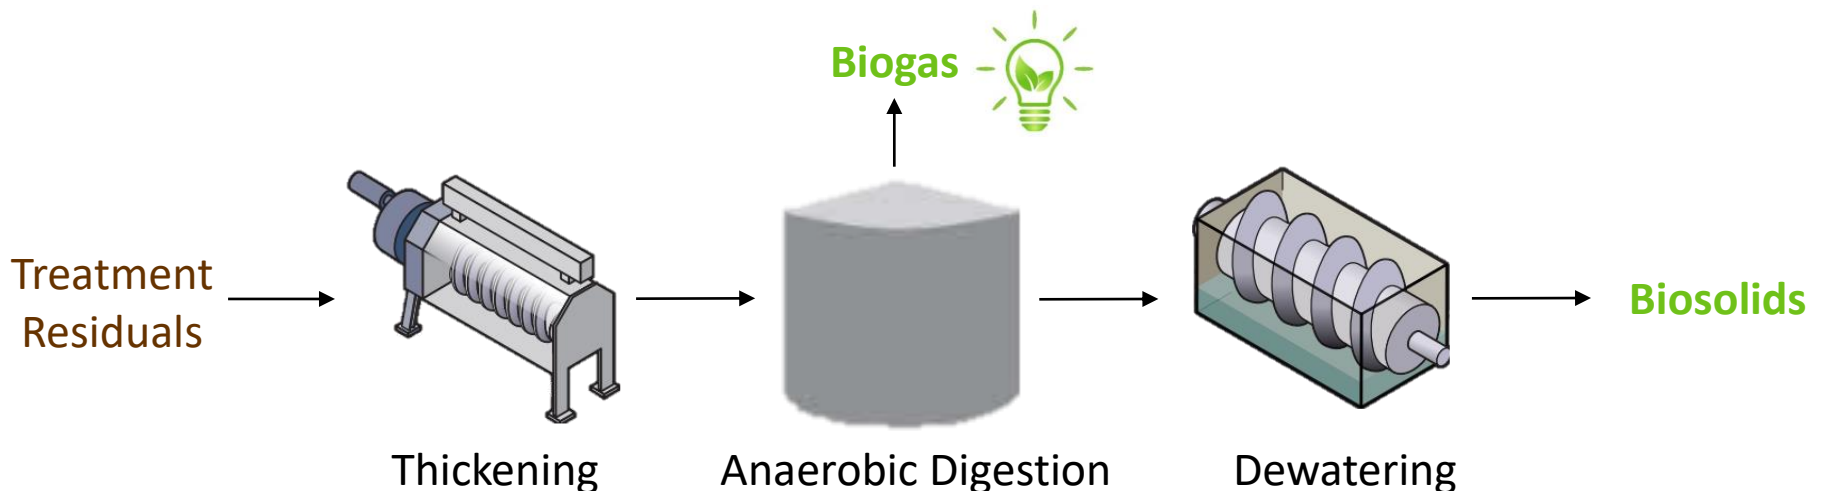 Biogas
Treatment
Residuals
Biosolids
Thickening
Anaerobic Digestion
Dewatering